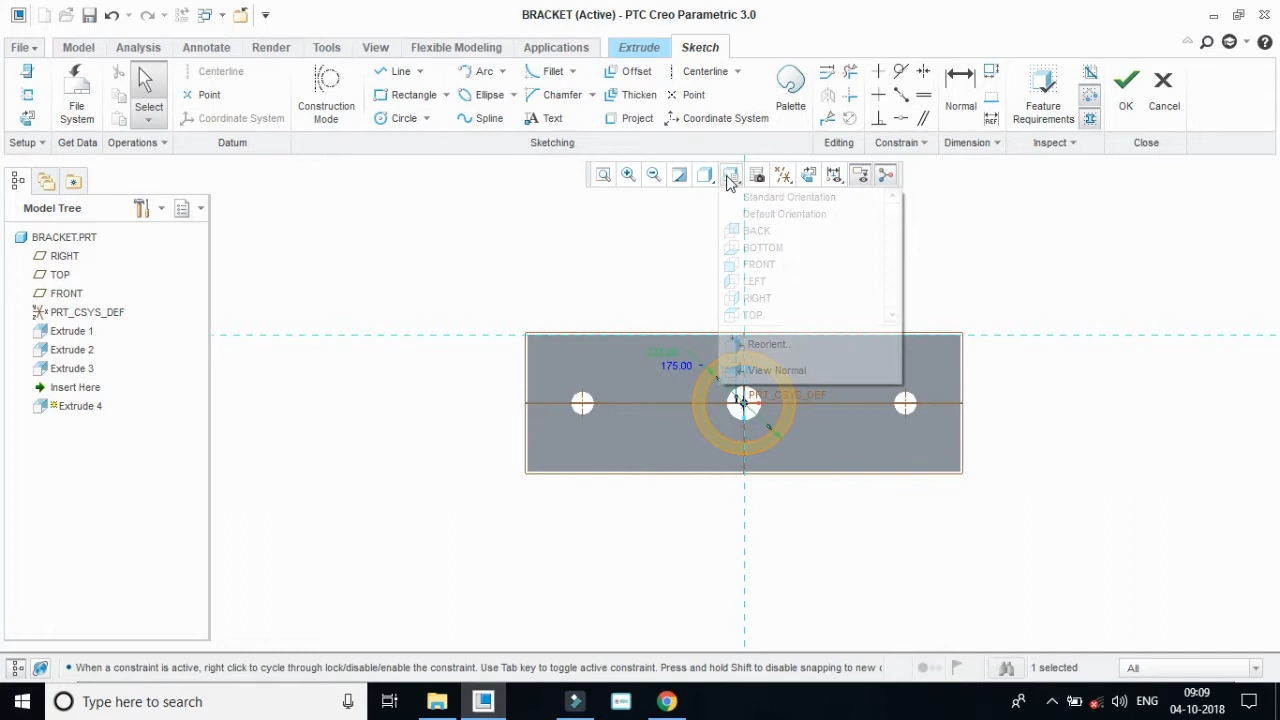 BRACKET (Active) - PTC Creo Parametric 3.0
File Model Analysis Annotate Render Tools View Flexible Modeling Applications Extrude Sketch
Centerline Line Arc Fillet Offset Centerline
Point Rectangle Ellipse Chamfer Thicken Point
Coordinate System Circle Spline Text Project Coordinate System
File System
Select
Construction Mode
Palette
Normal
REF
Feature Requirements
OK
Cancel
Setup Get Data Operations Datum Sketching Editing Constrain Dimension Inspect Close
Model Tree
BRACKET.PRT
RIGHT
TOP
FRONT
PRT_CSYS_DEF
Extrude 1
Extrude 2
Extrude 3
Insert Here
Extrude 4
Standard Orientation
Default Orientation
BACK
BOTTOM
FRONT
LEFT
RIGHT
TOP
Reorient...
View Normal
175.00
PRT_CSYS_DEF
When a constraint is active, right click to cycle through lock/disable/enable the constraint. Use Tab key to toggle active constraint. Press and hold Shift to disable snapping to new c
1 selected
All
Type here to search
ENG
09:09
04-10-2018